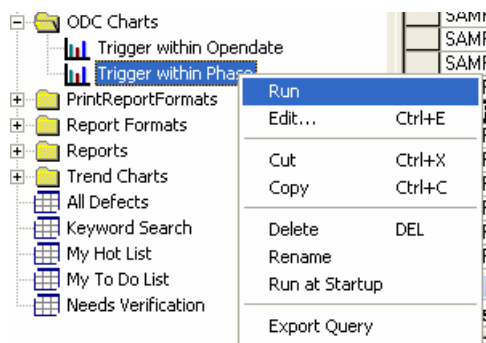 ODC Charts
Trigger within Opendate
Trigger within Phase
PrintReportFormats
Report Formats
Reports
Trend Charts
All Defects
Keyword Search
My Hot List
My To Do List
Needs Verification
Run
Edit... Ctrl+E
Cut Ctrl+X
Copy Ctrl+C
Delete DEL
Rename
Run at Startup
Export Query